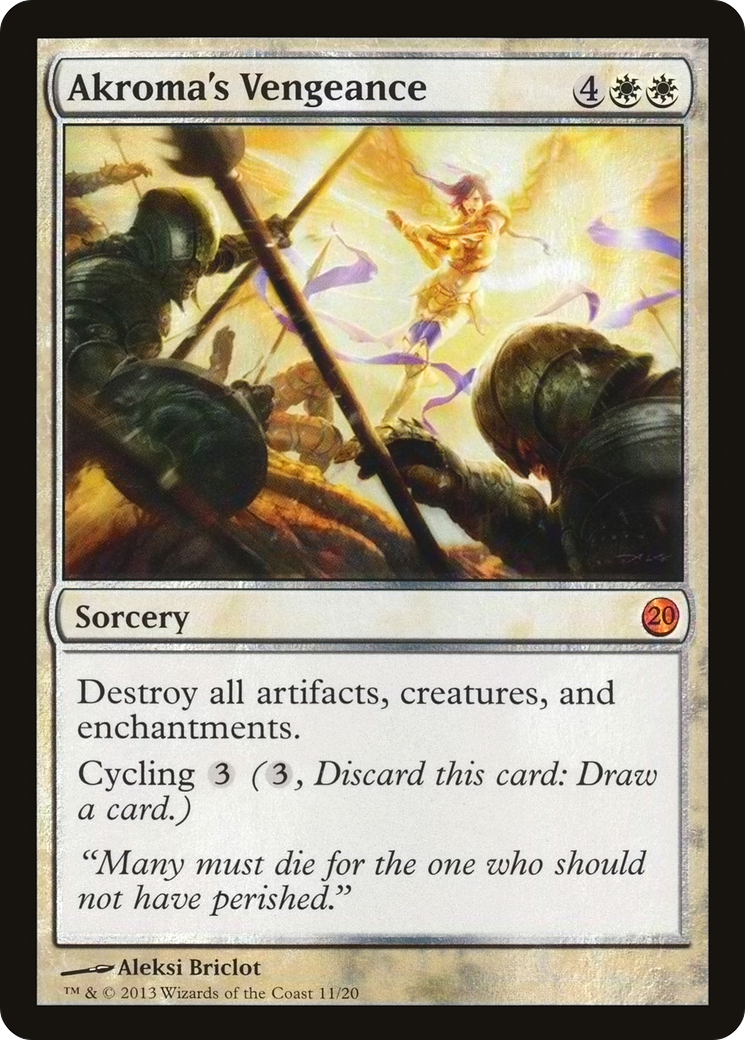 Akroma's Vengeance 4
Sorcery 20
Destroy all artifacts, creatures, and
enchantments.
Cycling 3 (3, Discard this card: Draw
a card.)
“Many must die for the one who should
not have perished.”
Aleksi Briclot
™ & © 2013 Wizards of the Coast 11/20